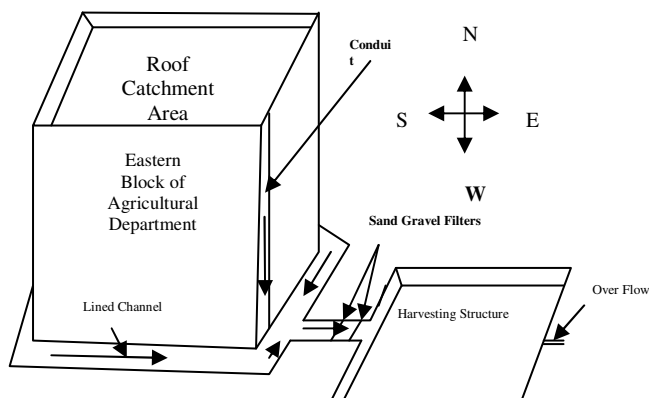 Condui
t
N
Roof
Catchment
Area
S
E
Eastern
Block of
Agricultural
Department
W
Sand Gravel Filters
Lined Channel
Harvesting Structure
Over Flow